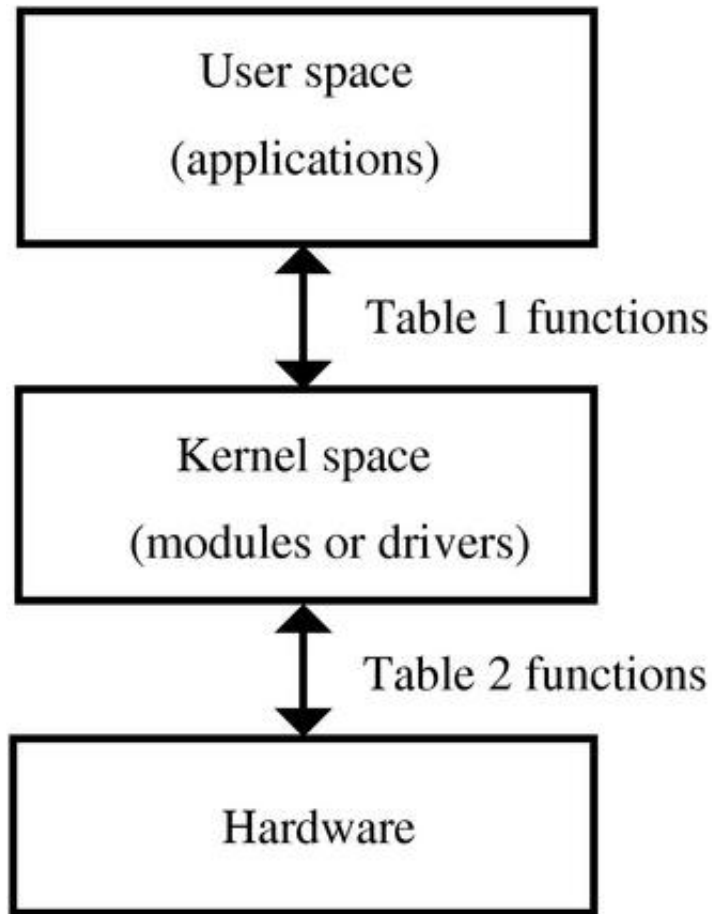 User space
(applications)
Table 1 functions
Kernel space
(modules or drivers)
Table 2 functions
Hardware